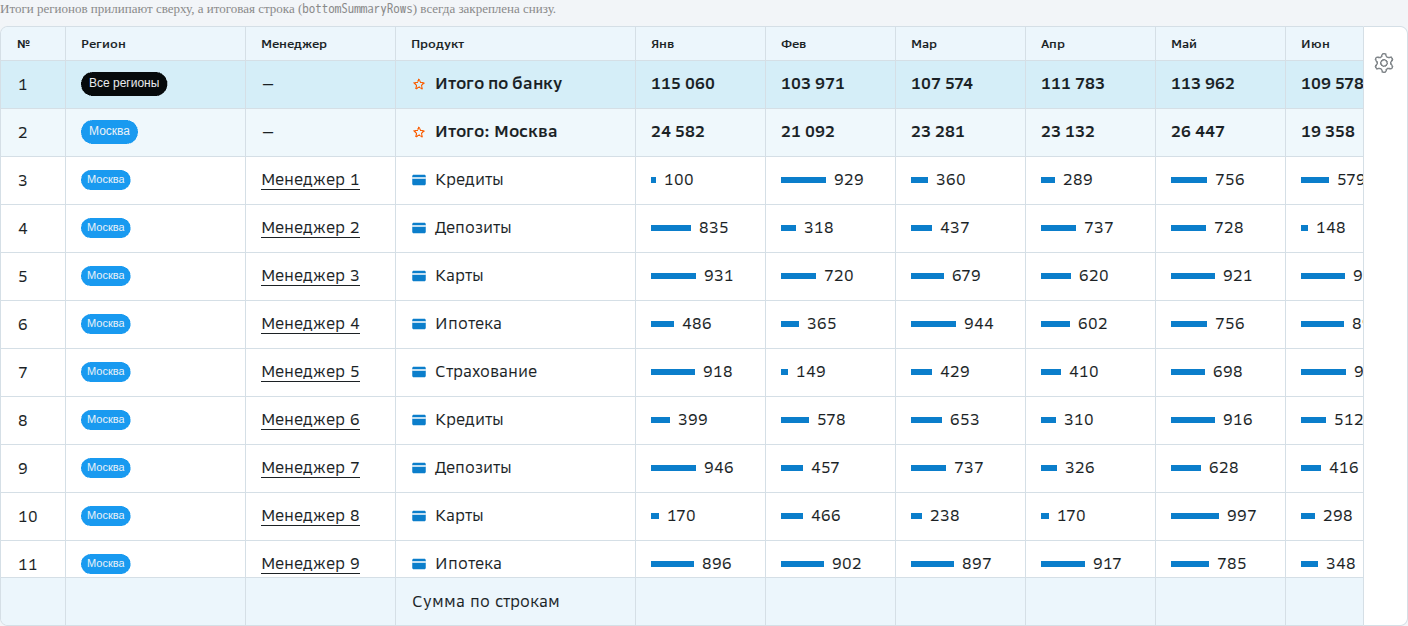 Итоги регионов прилипают сверху, а итоговая строка (bottomSummaryRows) всегда закреплена снизу.
№ Регион Менеджер Продукт Янв Фев Мар Апр Май Июн
1 Все регионы — Итого по банку 115 060 103 971 107 574 111 783 113 962 109 578
2 Москва — Итого: Москва 24 582 21 092 23 281 23 132 26 447 19 358
3 Москва Менеджер 1 Кредиты 100 929 360 289 756 579
4 Москва Менеджер 2 Депозиты 835 318 437 737 728 148
5 Москва Менеджер 3 Карты 931 720 679 620 921 9
6 Москва Менеджер 4 Ипотека 486 365 944 602 756 8
7 Москва Менеджер 5 Страхование 918 149 429 410 698 9
8 Москва Менеджер 6 Кредиты 399 578 653 310 916 512
9 Москва Менеджер 7 Депозиты 946 457 737 326 628 416
10 Москва Менеджер 8 Карты 170 466 238 170 997 298
11 Москва Менеджер 9 Ипотека 896 902 897 917 785 348
Сумма по строкам